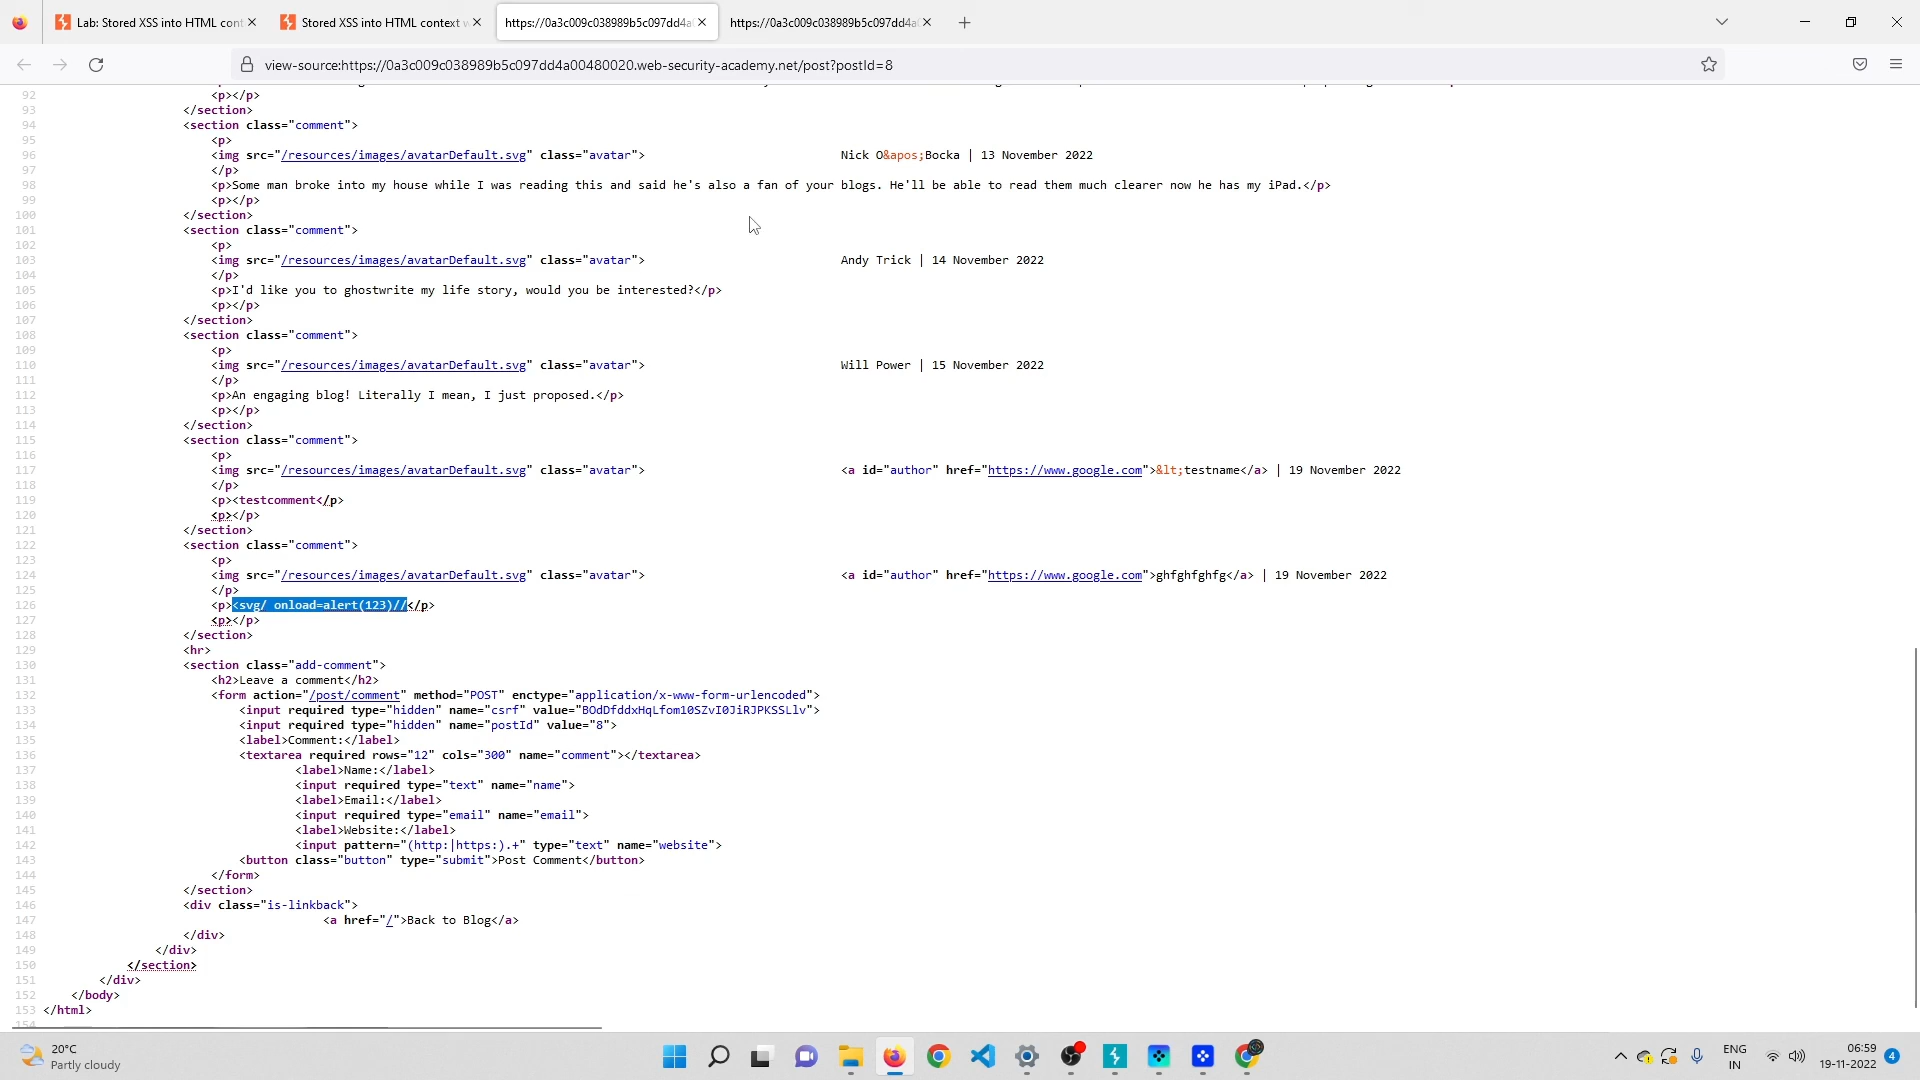 Lab: Stored XSS into HTML cont
Stored XSS into HTML context w
https://0a3c009c038989b5c097dd4a
https://0a3c009c038989b5c097dd4a
view-source:https://0a3c009c038989b5c097dd4a00480020.web-security-academy.net/post?postId=8
92 <p></p>
93 </section>
94 <section class="comment">
95 <p>
96 <img src="/resources/images/avatarDefault.svg" class="avatar"> Nick O&apos;Bocka | 13 November 2022
97 </p>
98 <p>Some man broke into my house while I was reading this and said he's also a fan of your blogs. He'll be able to read them much clearer now he has my iPad.</p>
99 <p></p>
100 </section>
101 <section class="comment">
102 <p>
103 <img src="/resources/images/avatarDefault.svg" class="avatar"> Andy Trick | 14 November 2022
104 </p>
105 <p>I'd like you to ghostwrite my life story, would you be interested?</p>
106 <p></p>
107 </section>
108 <section class="comment">
109 <p>
110 <img src="/resources/images/avatarDefault.svg" class="avatar"> Will Power | 15 November 2022
111 </p>
112 <p>An engaging blog! Literally I mean, I just proposed.</p>
113 <p></p>
114 </section>
115 <section class="comment">
116 <p>
117 <img src="/resources/images/avatarDefault.svg" class="avatar"> <a id="author" href="https://www.google.com">&lt;testname</a> | 19 November 2022
118 </p>
119 <p><testcomment</p>
120 <p></p>
121 </section>
122 <section class="comment">
123 <p>
124 <img src="/resources/images/avatarDefault.svg" class="avatar"> <a id="author" href="https://www.google.com">ghfghfghfg</a> | 19 November 2022
125 </p>
126 <p><svg/ onload=alert(123)//</p>
127 <p></p>
128 </section>
129 <hr>
130 <section class="add-comment">
131 <h2>Leave a comment</h2>
132 <form action="/post/comment" method="POST" enctype="application/x-www-form-urlencoded">
133 <input required type="hidden" name="csrf" value="BOdDfddxHqLfom10SZvI0JiRJPKSSLlv">
134 <input required type="hidden" name="postId" value="8">
135 <label>Comment:</label>
136 <textarea required rows="12" cols="300" name="comment"></textarea>
137 <label>Name:</label>
138 <input required type="text" name="name">
139 <label>Email:</label>
140 <input required type="email" name="email">
141 <label>Website:</label>
142 <input pattern="(http:|https:).+" type="text" name="website">
143 <button class="button" type="submit">Post Comment</button>
144 </form>
145 </section>
146 <div class="is-linkback">
147 <a href="/">Back to Blog</a>
148 </div>
149 </div>
150 </section>
151 </div>
152 </body>
153 </html>
154
20°C
Partly cloudy
ENG
IN
06:59
19-11-2022
4